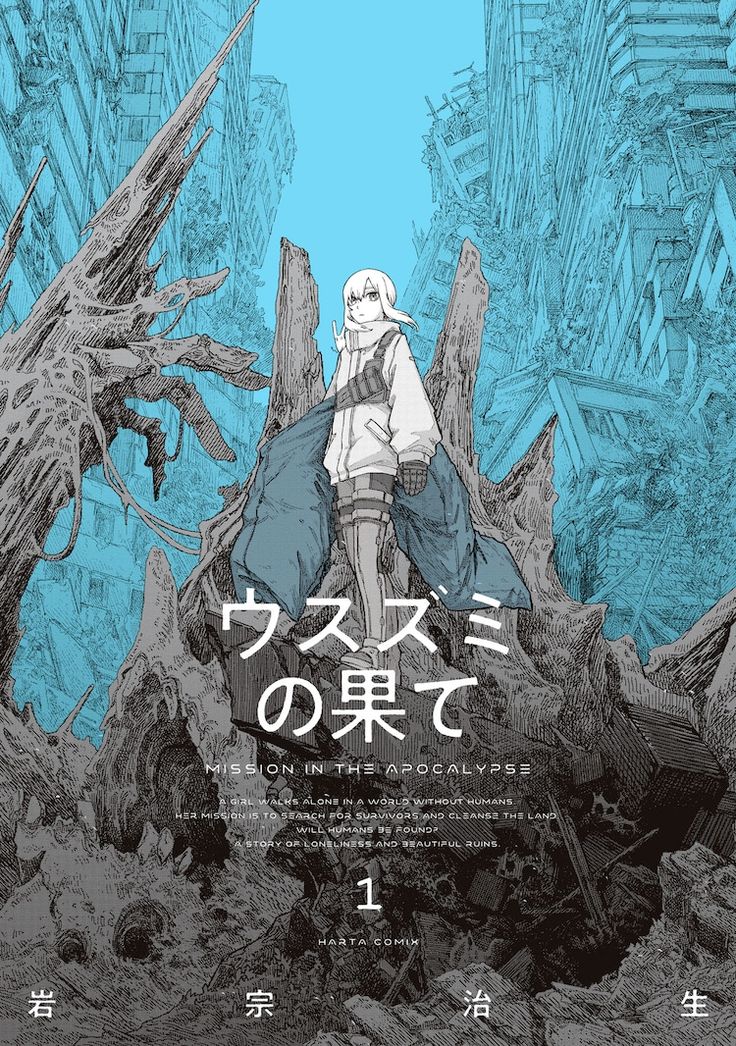 ウスズミ
の果て
MISSION IN THE APOCALYPSE
A GIRL WALKS ALONE IN A WORLD WITHOUT HUMANS.
HER MISSION IS TO SEARCH FOR SURVIVORS AND CLEANSE THE LAND.
WILL HUMANS BE FOUND?
A STORY OF LONELINESS AND BEAUTIFUL RUINS.
1
HARTA COMIX
岩宗治生